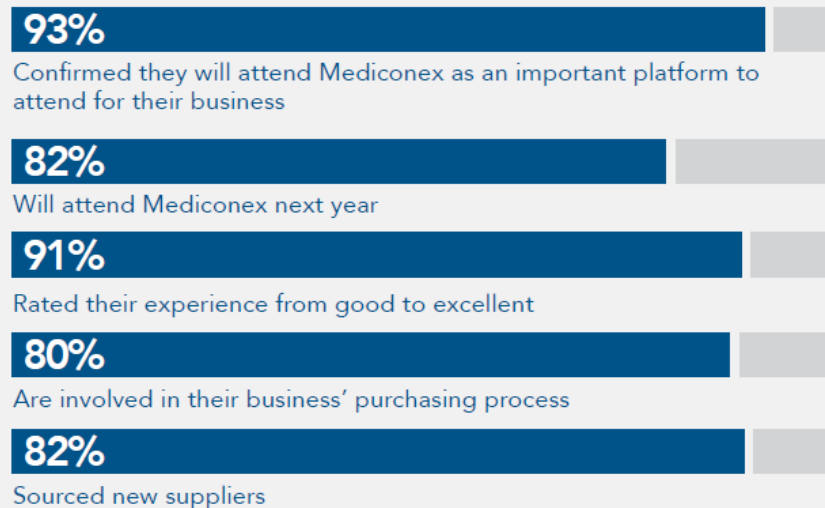 93%
Confirmed they will attend Mediconex as an important platform to
attend for their business
82%
Will attend Mediconex next year
91%
Rated their experience from good to excellent
80%
Are involved in their business’ purchasing process
82%
Sourced new suppliers